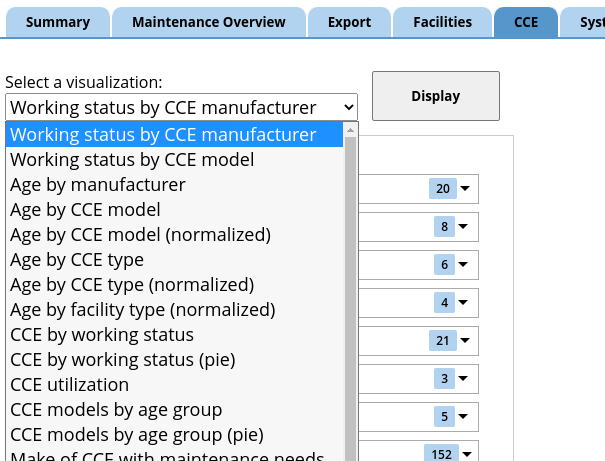 Summary Maintenance Overview Export Facilities CCE Syst
Select a visualization:
Working status by CCE manufacturer Display
Working status by CCE manufacturer
Working status by CCE model
Age by manufacturer 20
Age by CCE model
Age by CCE model (normalized) 8
Age by CCE type 6
Age by CCE type (normalized)
Age by facility type (normalized) 4
CCE by working status 21
CCE by working status (pie)
CCE utilization 3
CCE models by age group 5
CCE models by age group (pie)
Make of CCE with maintenance needs 152